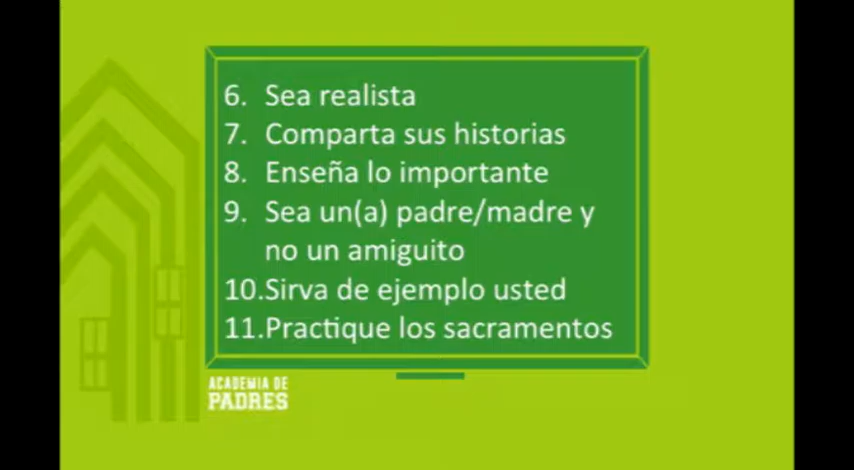 6. Sea realista
7. Comparta sus historias
8. Enseña lo importante
9. Sea un(a) padre/madre y
no un amiguito
10.Sirva de ejemplo usted
11.Practique los sacramentos
ACADEMIA DE
PADRES